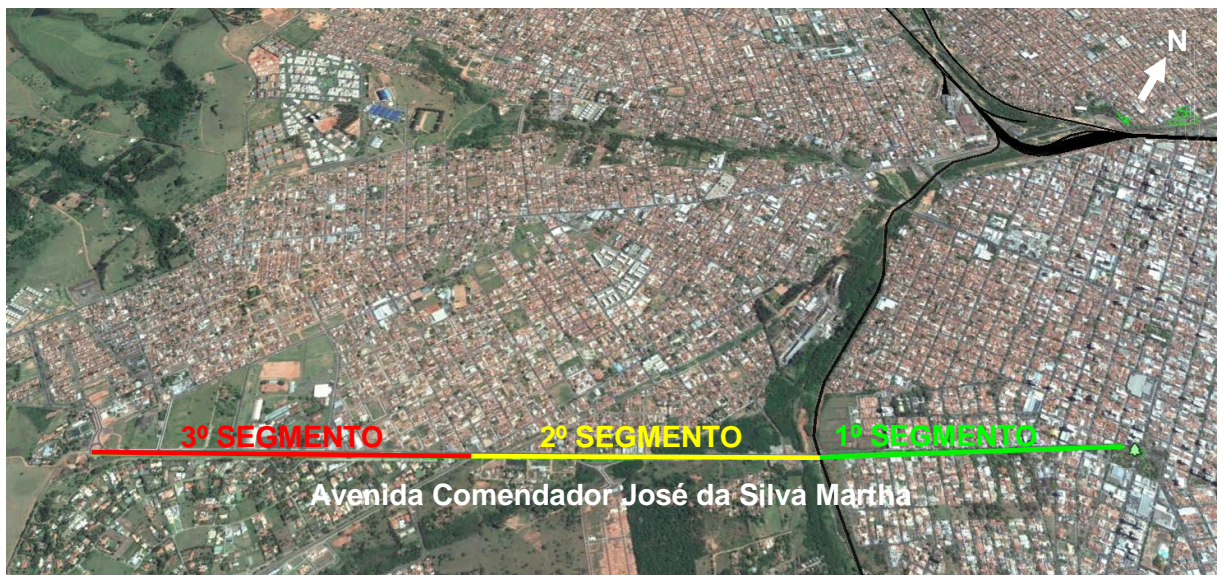 N
3º SEGMENTO
2º SEGMENTO
1º SEGMENTO
Avenida Comendador José da Silva Martha